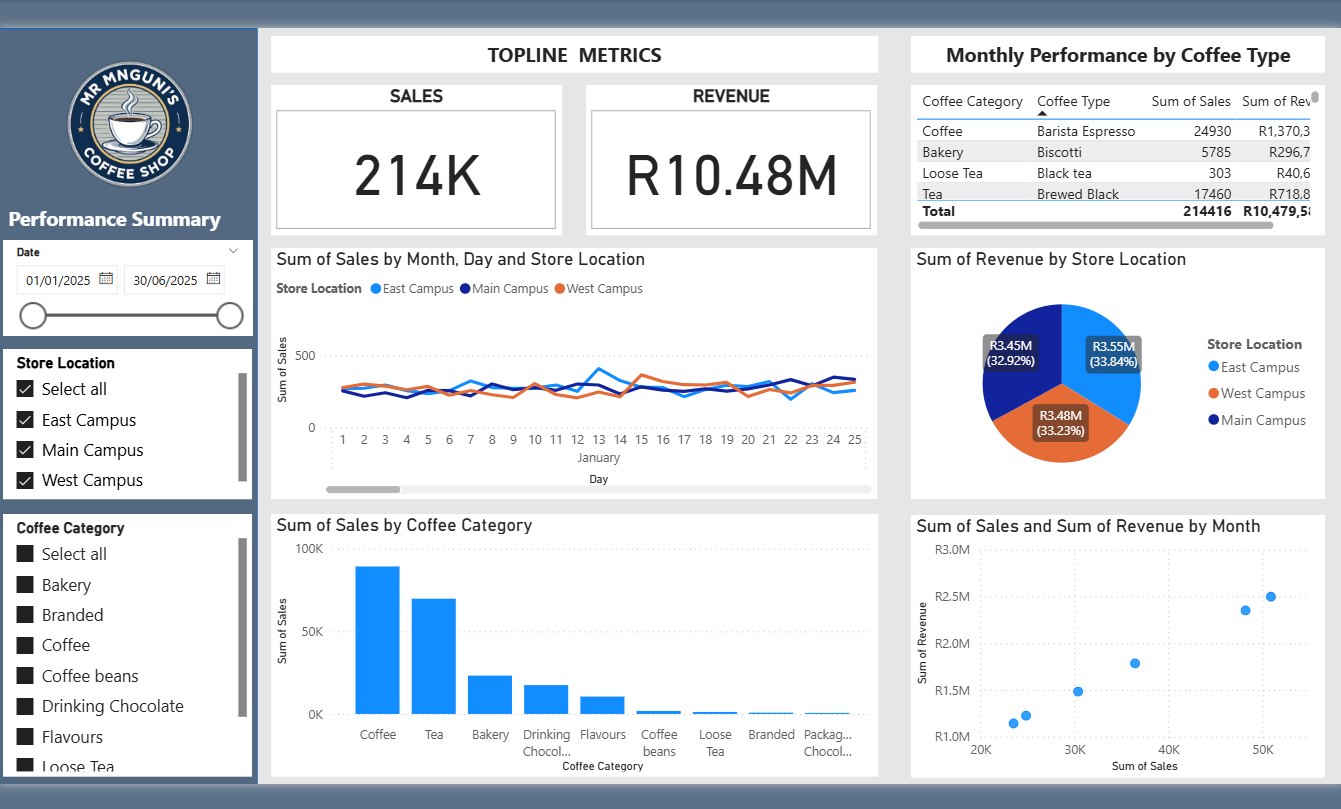 MR MNGUNI'S
COFFEE SHOP
Performance Summary
Date
01/01/2025 30/06/2025
Store Location
Select all
East Campus
Main Campus
West Campus
Coffee Category
Select all
Bakery
Branded
Coffee
Coffee beans
Drinking Chocolate
Flavours
Loose Tea
TOPLINE METRICS
SALES
214K
REVENUE
R10.48M
Sum of Sales by Month, Day and Store Location
Store Location East Campus Main Campus West Campus
Sum of Sales
500
0
1 2 3 4 5 6 7 8 9 10 11 12 13 14 15 16 17 18 19 20 21 22 23 24 25
January
Day
Sum of Sales by Coffee Category
Sum of Sales
100K
50K
0K
Coffee Tea Bakery Drinking Flavours Coffee Loose Branded Packag...
Chocol... beans Tea Chocol...
Coffee Category
Monthly Performance by Coffee Type
Coffee Category Coffee Type Sum of Sales Sum of Rev
Coffee Barista Espresso 24930 R1,370,3
Bakery Biscotti 5785 R296,7
Loose Tea Black tea 303 R40,6
Tea Brewed Black 17460 R718,8
Total 214416 R10,479,58
Sum of Revenue by Store Location
R3.45M
(32.92%)
R3.55M
(33.84%)
R3.48M
(33.23%)
Store Location
East Campus
West Campus
Main Campus
Sum of Sales and Sum of Revenue by Month
Sum of Revenue
R3.0M
R2.5M
R2.0M
R1.5M
R1.0M
20K 30K 40K 50K
Sum of Sales